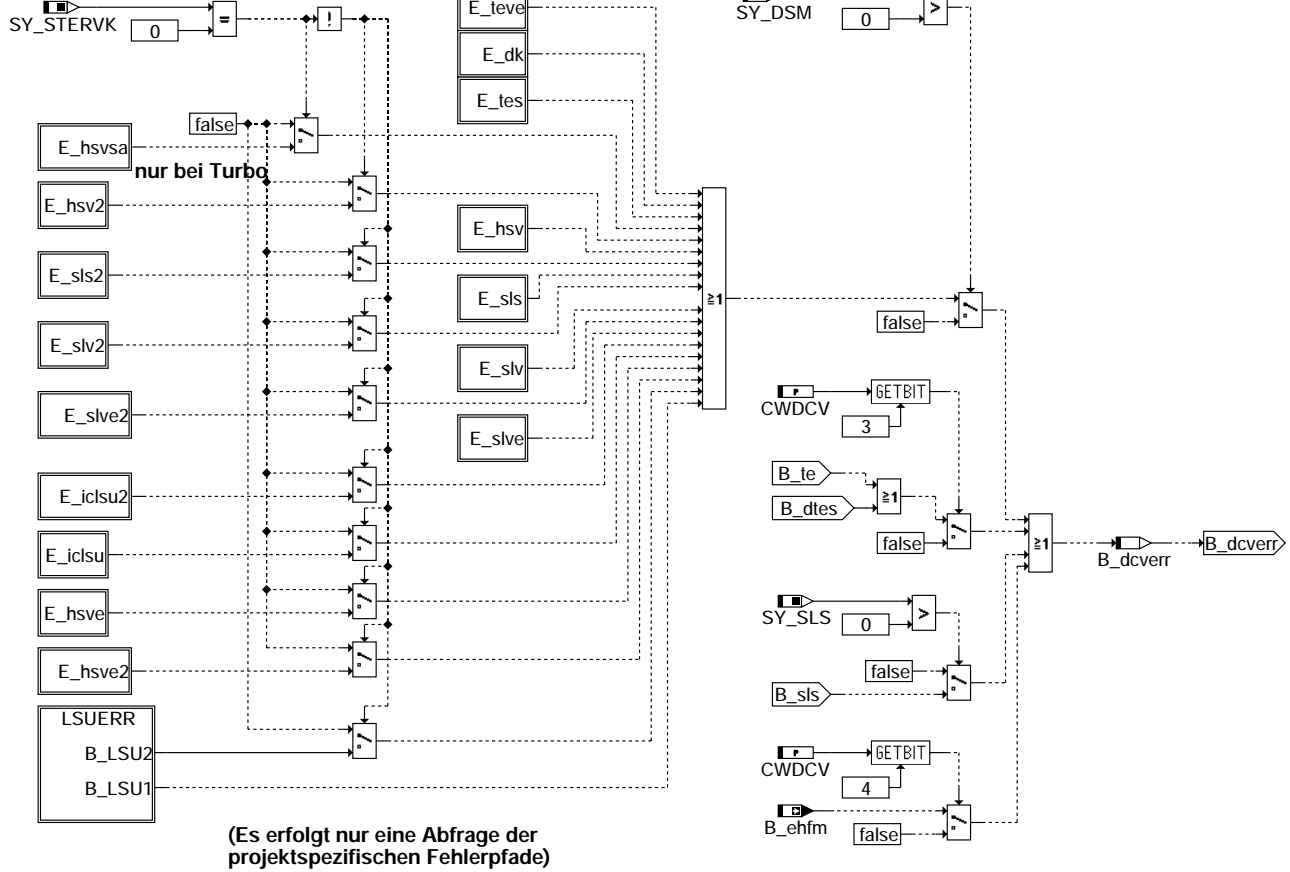 SY_STERVK
=
0
!
false
E_hsvsa
nur bei Turbo
E_hsv2
E_sls2
E_slv2
E_slve2
E_iclsu2
E_iclsu
E_hsve
E_hsve2
LSUERR
B_LSU2
B_LSU1
(Es erfolgt nur eine Abfrage der
projektspezifischen Fehlerpfade)
E_teve
E_dk
E_tes
E_hsv
E_sls
E_slv
E_slve
≧1
SY_DSM
0
>
false
P
CWDCV
GETBIT
3
B_te
B_dtes
≧1
false
≧1
B_dcverr
B_dcverr
SY_SLS
0
>
false
B_sls
P
CWDCV
GETBIT
4
B_ehfm
false